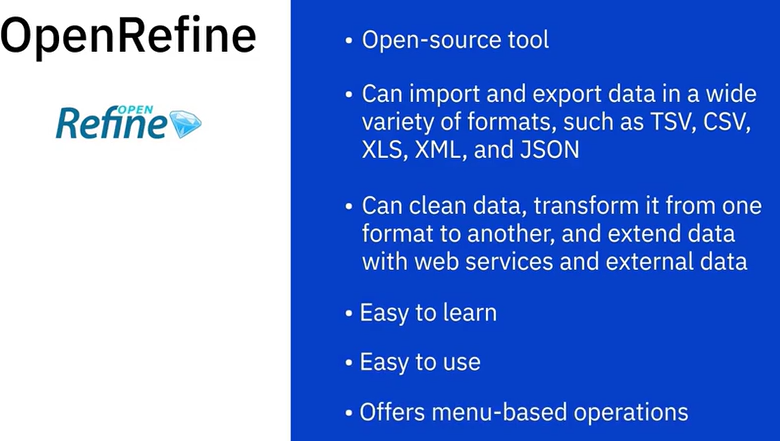 OpenRefine
OPEN
Refine
• Open-source tool
• Can import and export data in a wide
variety of formats, such as TSV, CSV,
XLS, XML, and JSON
• Can clean data, transform it from one
format to another, and extend data
with web services and external data
• Easy to learn
• Easy to use
• Offers menu-based operations